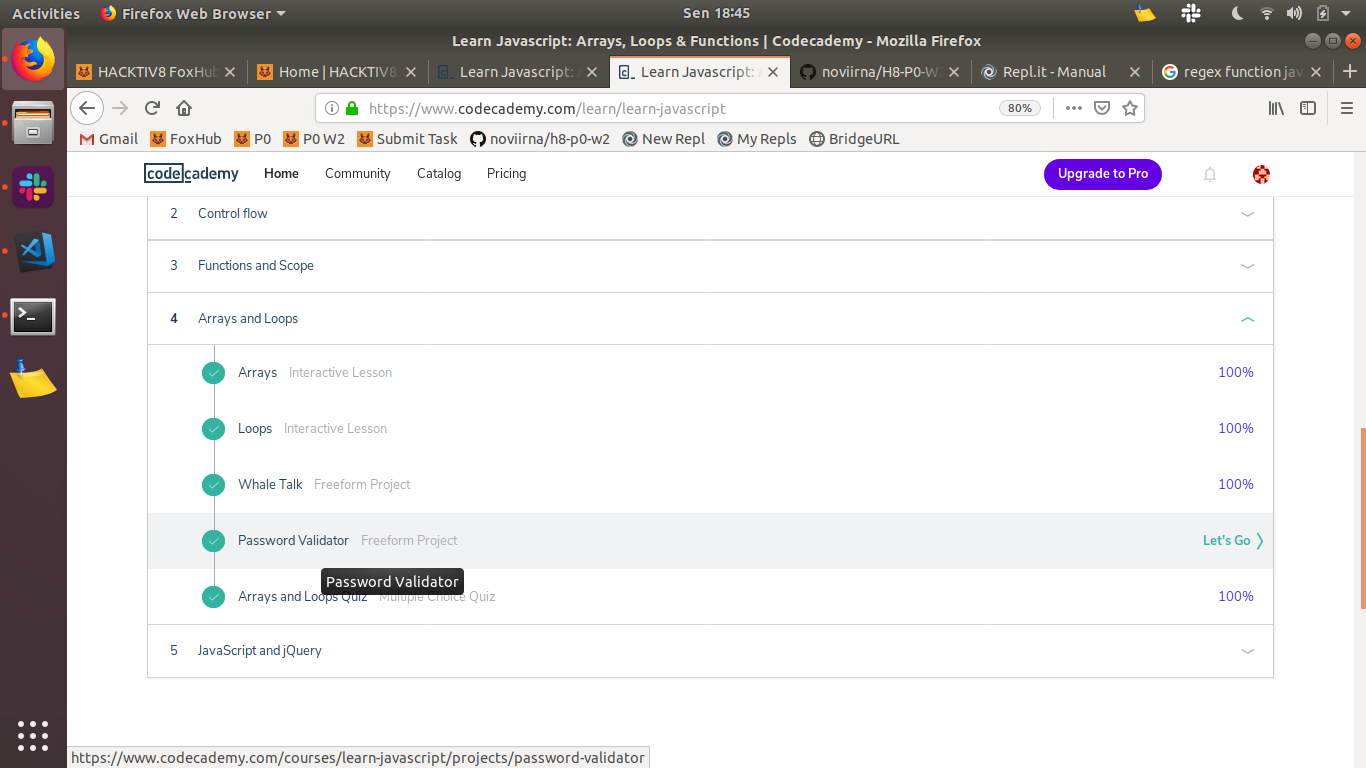 Activities Firefox Web Browser Sen 18:45
Learn Javascript: Arrays, Loops & Functions | Codecademy - Mozilla Firefox
HACKTIV8 FoxHub Home | HACKTIV8 Learn Javascript: A Learn Javascript: A noviirna/H8-P0-W Repl.it - Manual regex function jav
https://www.codecademy.com/learn/learn-javascript 80%
Gmail FoxHub P0 P0 W2 Submit Task noviirna/h8-p0-w2 New Repl My Repls BridgeURL
codecademy Home Community Catalog Pricing Upgrade to Pro
2 Control flow
3 Functions and Scope
4 Arrays and Loops
Arrays Interactive Lesson 100%
Loops Interactive Lesson 100%
Whale Talk Freeform Project 100%
Password Validator Freeform Project Let's Go
Password Validator
Arrays and Loops Quiz Multiple Choice Quiz 100%
5 JavaScript and jQuery
https://www.codecademy.com/courses/learn-javascript/projects/password-validator